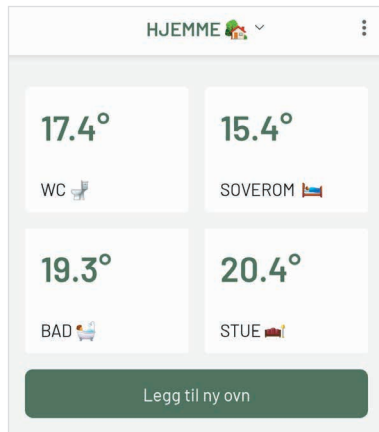 HJEMME 🏡
17.4° 15.4°
WC 🚽 SOVEROM 🛏️
19.3° 20.4°
BAD 🛀 STUE 🛋️
Legg til ny ovn